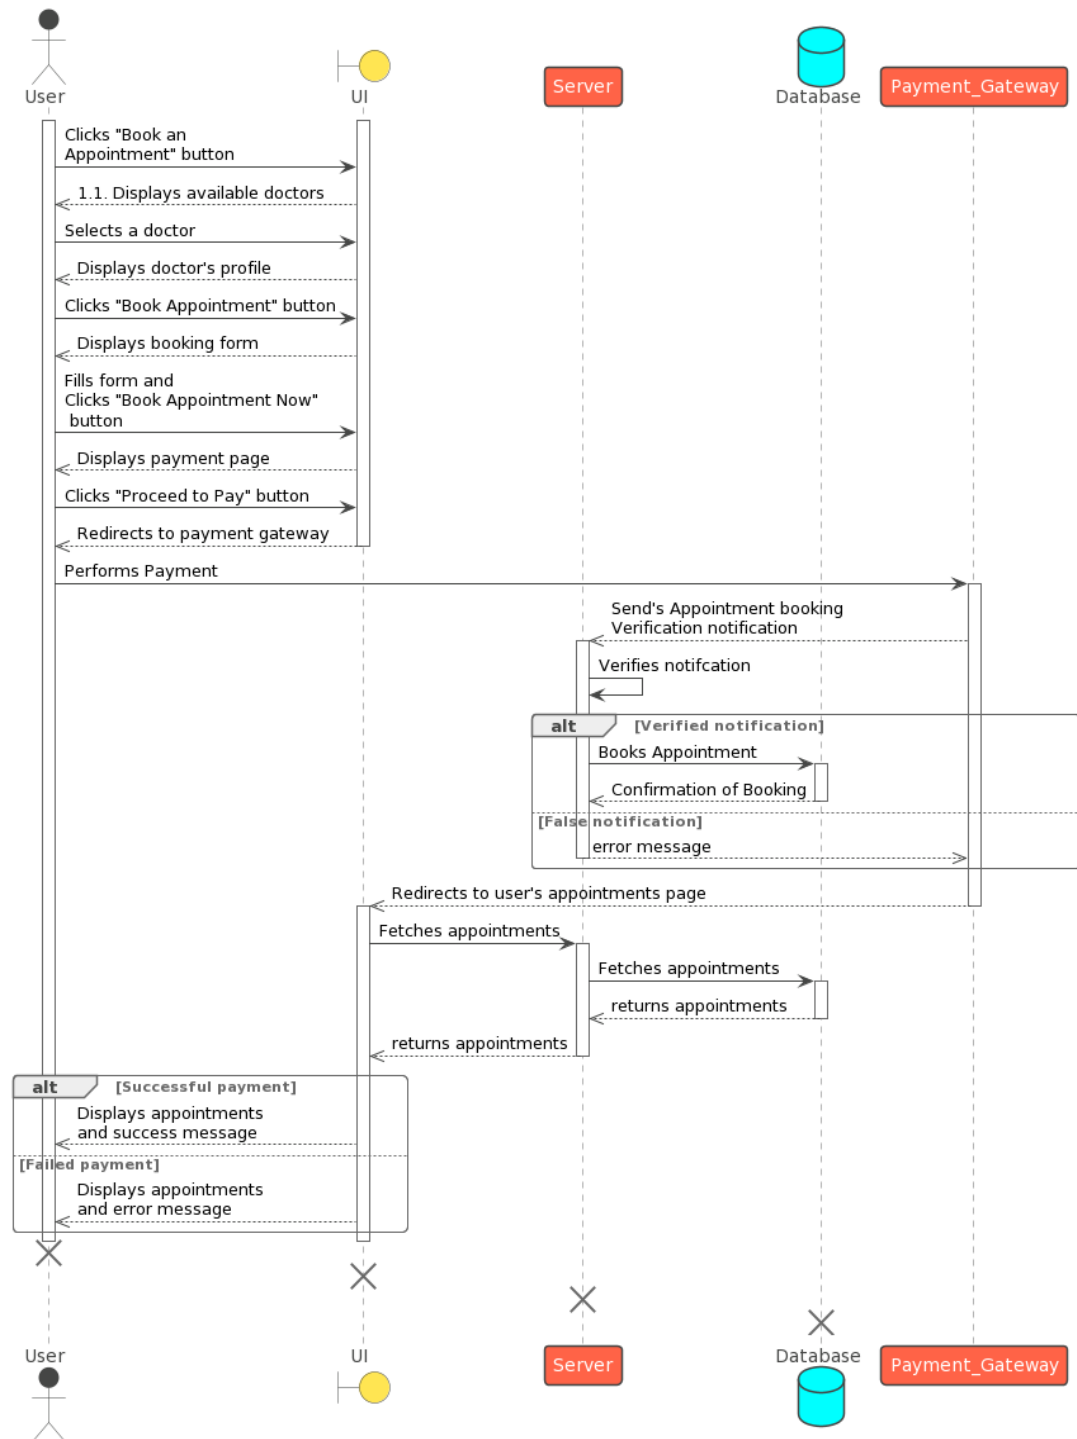 User
UI
Server
Database
Payment_Gateway
Clicks "Book an
Appointment" button
1.1. Displays available doctors
Selects a doctor
Displays doctor's profile
Clicks "Book Appointment" button
Displays booking form
Fills form and
Clicks "Book Appointment Now"
button
Displays payment page
Clicks "Proceed to Pay" button
Redirects to payment gateway
Performs Payment
Send's Appointment booking
Verification notification
Verifies notifcation
alt [Verified notification]
Books Appointment
Confirmation of Booking
[False notification]
error message
Redirects to user's appointments page
Fetches appointments
Fetches appointments
returns appointments
returns appointments
alt [Successful payment]
Displays appointments
and success message
[Failed payment]
Displays appointments
and error message
User
UI
Server
Database
Payment_Gateway